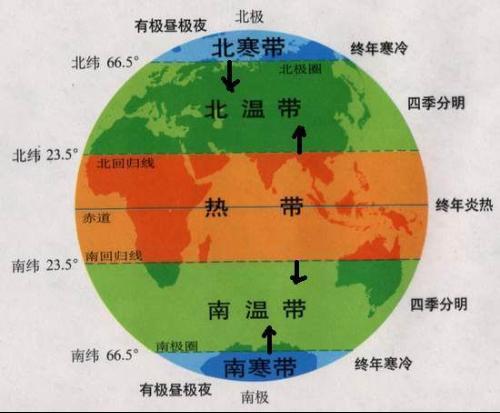 北极
有极昼极夜
北寒带
终年寒冷
北纬 66.5°
北极圈
北温带
四季分明
北纬 23.5°
北回归线
热带
终年炎热
赤道
南回归线
南纬 23.5°
南温带
四季分明
南极圈
南纬 66.5°
南寒带
终年寒冷
有极昼极夜
南极